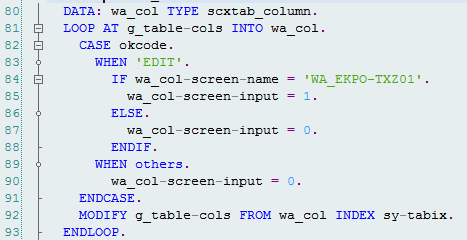 80 DATA: wa_col TYPE scxtab_column.
81 LOOP AT g_table-cols INTO wa_col.
82 CASE okcode.
83 WHEN 'EDIT'.
84 IF wa_col-screen-name = 'WA_EKPO-TXZ01'.
85 wa_col-screen-input = 1.
86 ELSE.
87 wa_col-screen-input = 0.
88 ENDIF.
89 WHEN others.
90 wa_col-screen-input = 0.
91 ENDCASE.
92 MODIFY g_table-cols FROM wa_col INDEX sy-tabix.
93 ENDLOOP.